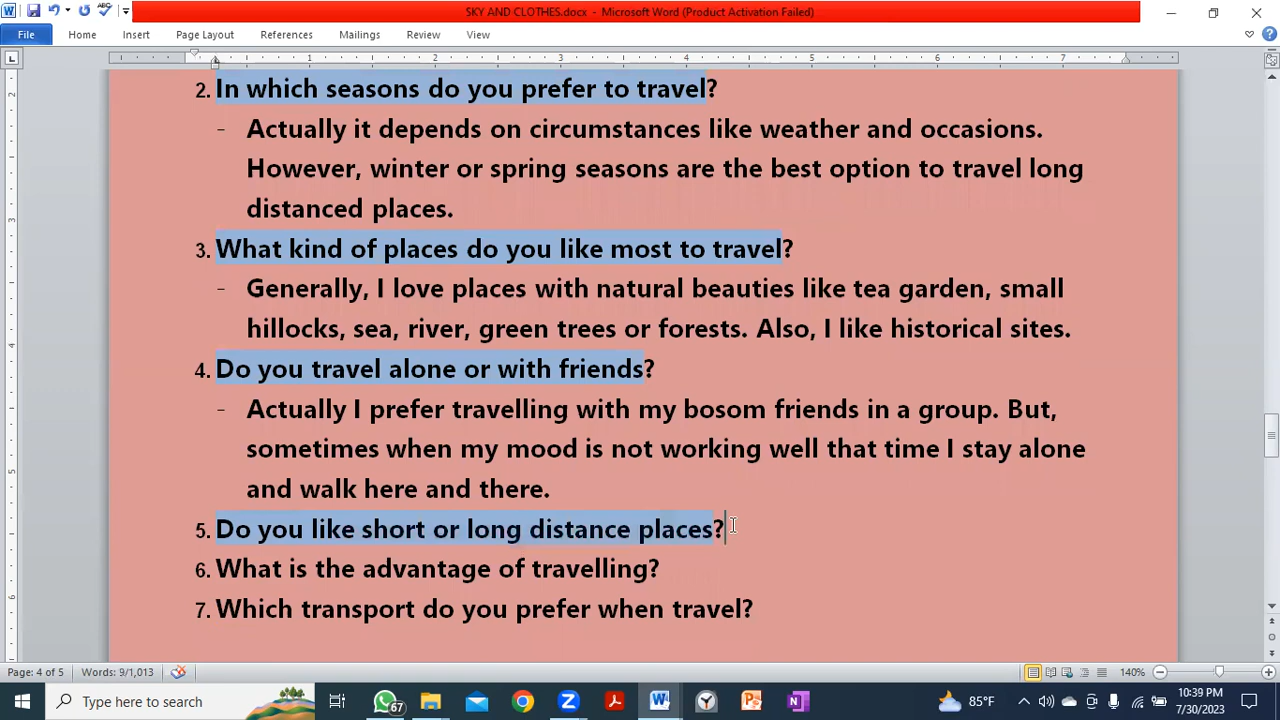 SKY AND CLOTHES.docx - Microsoft Word (Product Activation Failed)
File Home Insert Page Layout References Mailings Review View
1 2 3 4 5 6 7
2. In which seasons do you prefer to travel?
- Actually it depends on circumstances like weather and occasions.
However, winter or spring seasons are the best option to travel long
distanced places.
3. What kind of places do you like most to travel?
- Generally, I love places with natural beauties like tea garden, small
hillocks, sea, river, green trees or forests. Also, I like historical sites.
4. Do you travel alone or with friends?
- Actually I prefer travelling with my bosom friends in a group. But,
sometimes when my mood is not working well that time I stay alone
and walk here and there.
5. Do you like short or long distance places?
6. What is the advantage of travelling?
7. Which transport do you prefer when travel?
Page: 4 of 5 Words: 9/1,013 140%
Type here to search 67 85°F 10:39 PM
7/30/2023